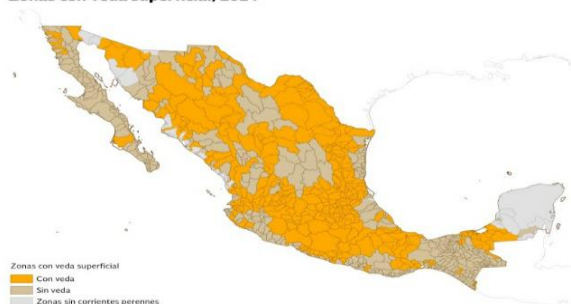 Zonas con veda superficial
Con veda
Sin veda
Zonas sin corrientes perennes